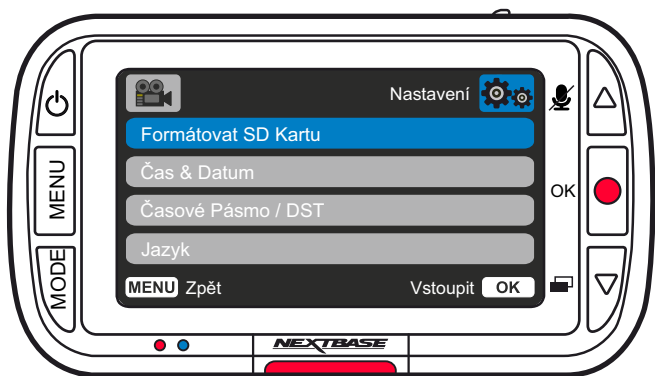 Nastavení
Formátovat SD Kartu
Čas & Datum
Časové Pásmo / DST
Jazyk
MENU Zpět Vstoupit OK
MENU
MODE
OK
NEXTBASE